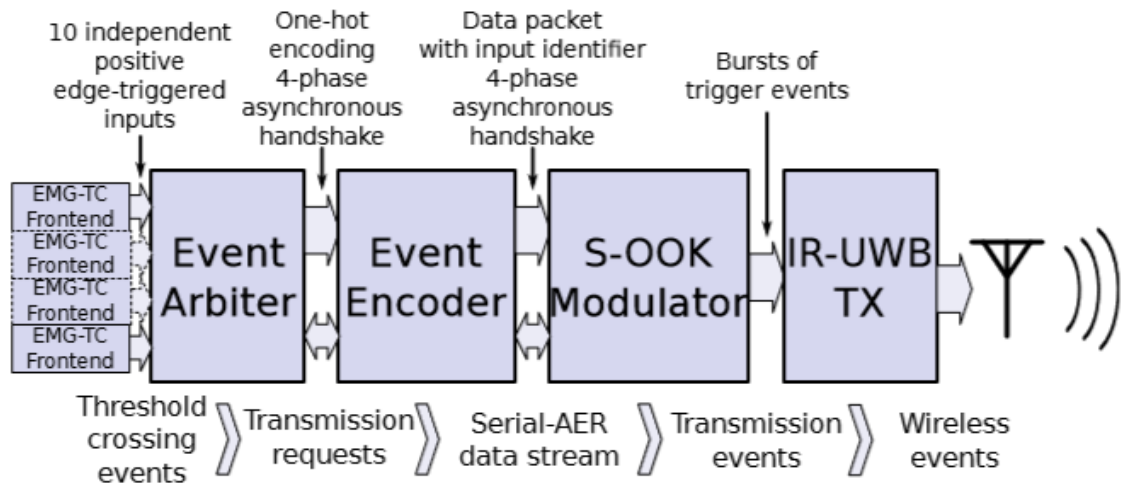 10 independent
positive
edge-triggered
inputs
One-hot
encoding
4-phase
asynchronous
handshake
Data packet
with input identifier
4-phase
asynchronous
handshake
Bursts of
trigger events
EMG-TC
Frontend
EMG-TC
Frontend
EMG-TC
Frontend
EMG-TC
Frontend
Event
Arbiter
Event
Encoder
S-OOK
Modulator
IR-UWB
TX
Threshold
crossing
events
Transmission
requests
Serial-AER
data stream
Transmission
events
Wireless
events